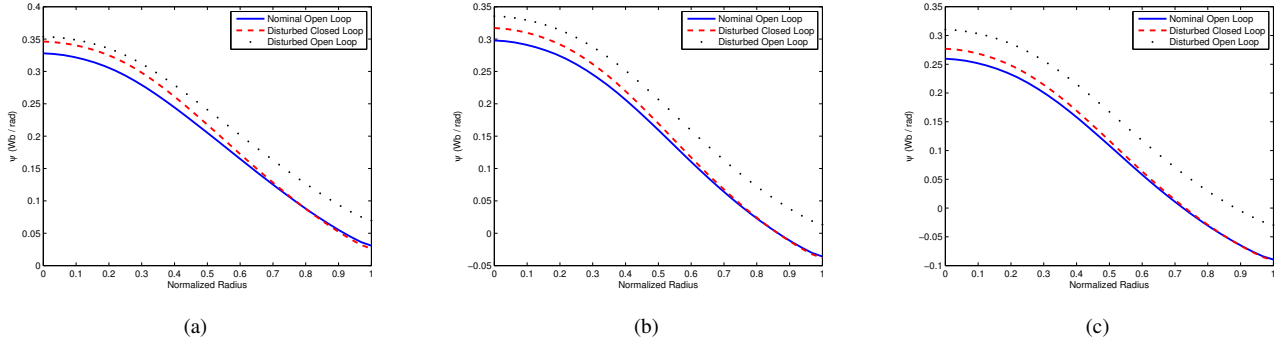 Nominal Open Loop
Disturbed Closed Loop
Disturbed Open Loop
0.4
0.35
0.3
0.25
0.2
0.15
0.1
0.05
0
ψ (Wb / rad)
0 0.1 0.2 0.3 0.4 0.5 0.6 0.7 0.8 0.9 1
Normalized Radius
(a)
Nominal Open Loop
Disturbed Closed Loop
Disturbed Open Loop
0.35
0.3
0.25
0.2
0.15
0.1
0.05
0
−0.05
ψ (Wb / rad)
0 0.1 0.2 0.3 0.4 0.5 0.6 0.7 0.8 0.9 1
Normalized Radius
(b)
Nominal Open Loop
Disturbed Closed Loop
Disturbed Open Loop
0.35
0.3
0.25
0.2
0.15
0.1
0.05
0
−0.05
−0.1
ψ (Wb / rad)
0 0.1 0.2 0.3 0.4 0.5 0.6 0.7 0.8 0.9 1
Normalized Radius
(c)